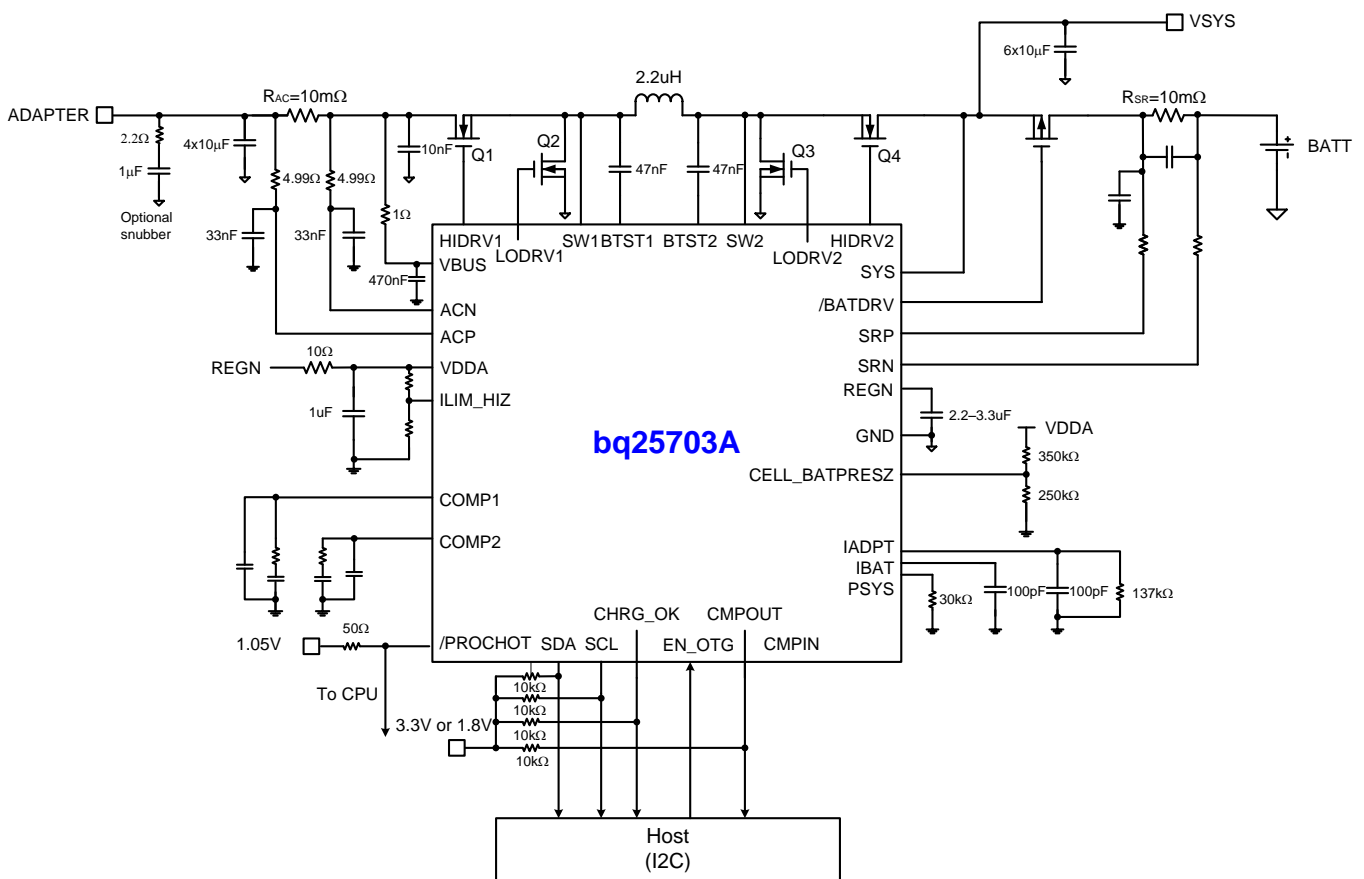 VSYS
6x10μF
2.2uH
RAC=10mΩ
RSR=10mΩ
ADAPTER
2.2Ω
4x10μF
10nF
Q1
Q2
Q3
Q4
BATT
1μF
4.99Ω
4.99Ω
47nF
47nF
Optional
snubber
1Ω
33nF
33nF
HIDRV1
SW1
BTST1
BTST2
SW2
HIDRV2
LODRV1
LODRV2
VBUS
SYS
470nF
/BATDRV
ACN
ACP
SRP
10Ω
REGN
VDDA
SRN
ILIM_HIZ
REGN
1uF
2.2–3.3uF
bq25703A
GND
VDDA
350kΩ
CELL_BATPRESZ
250kΩ
COMP1
COMP2
IADPT
IBAT
PSYS
30kΩ
100pF
100pF
137kΩ
CHRG_OK
CMPOUT
1.05V
50Ω
/PROCHOT
SDA
SCL
EN_OTG
CMPIN
To CPU
10kΩ
10kΩ
3.3V or 1.8V
10kΩ
10kΩ
Host
(I2C)